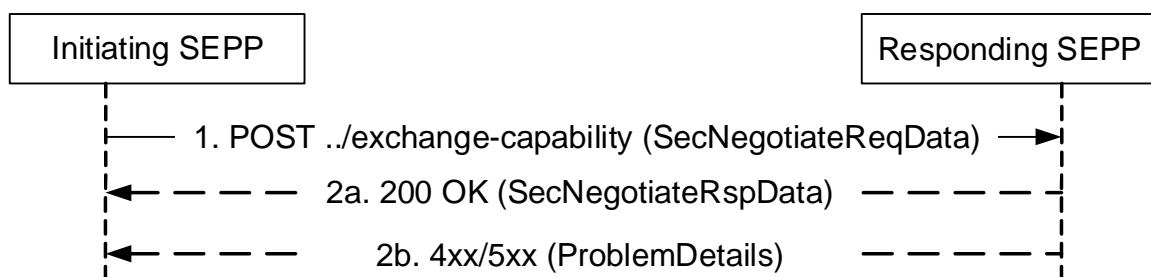 Initiating SEPP
Responding SEPP
1. POST ../exchange-capability (SecNegotiateReqData)
2a. 200 OK (SecNegotiateRspData)
2b. 4xx/5xx (ProblemDetails)